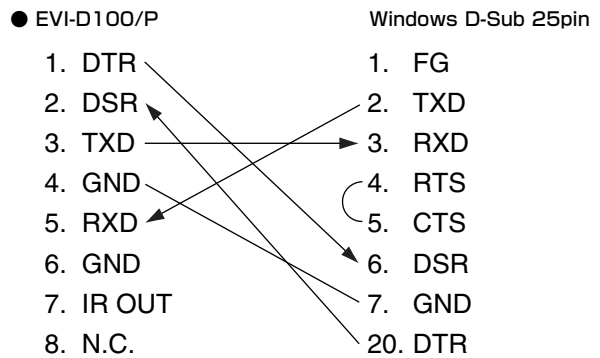 ● EVI-D100/P Windows D-Sub 25pin
1. DTR 1. FG
2. DSR 2. TXD
3. TXD 3. RXD
4. GND 4. RTS
5. RXD 5. CTS
6. GND 6. DSR
7. IR OUT 7. GND
8. N.C. 20. DTR